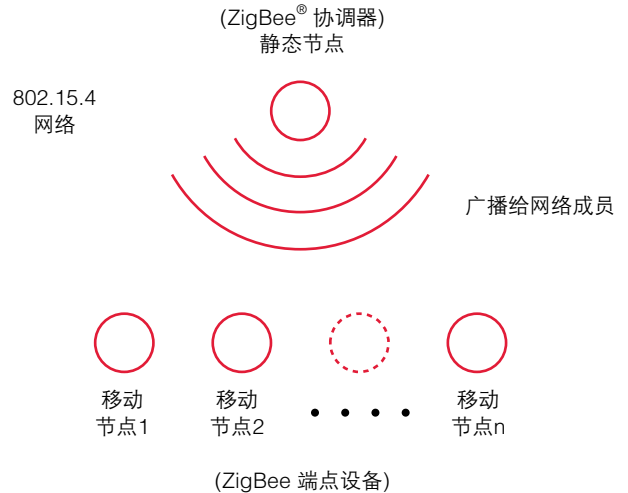 (ZigBee® 协调器)
静态节点
802.15.4
网络
广播给网络成员
移动
节点1
移动
节点2
移动
节点n
(ZigBee 端点设备)